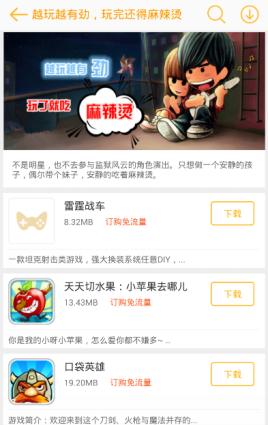 越玩越有劲，玩完还得麻辣烫
越玩越有劲
玩了就吃
麻辣烫
不是明星，也不去参与监狱风云的角色演出。只想做一个安静的孩
子，偶尔带个妹子，安静的吃着麻辣烫。
雷霆战车
8.32MB 订购免流量
下载
一款坦克射击类游戏，强大换装系统任意DIY，...
天天切水果：小苹果去哪儿
13.43MB 订购免流量
下载
你是我的小呀小苹果，怎么爱你都不嫌多~...
口袋英雄
19.20MB 订购免流量
下载
游戏简介：欢迎来到这个刀剑、火枪与魔法并存的...